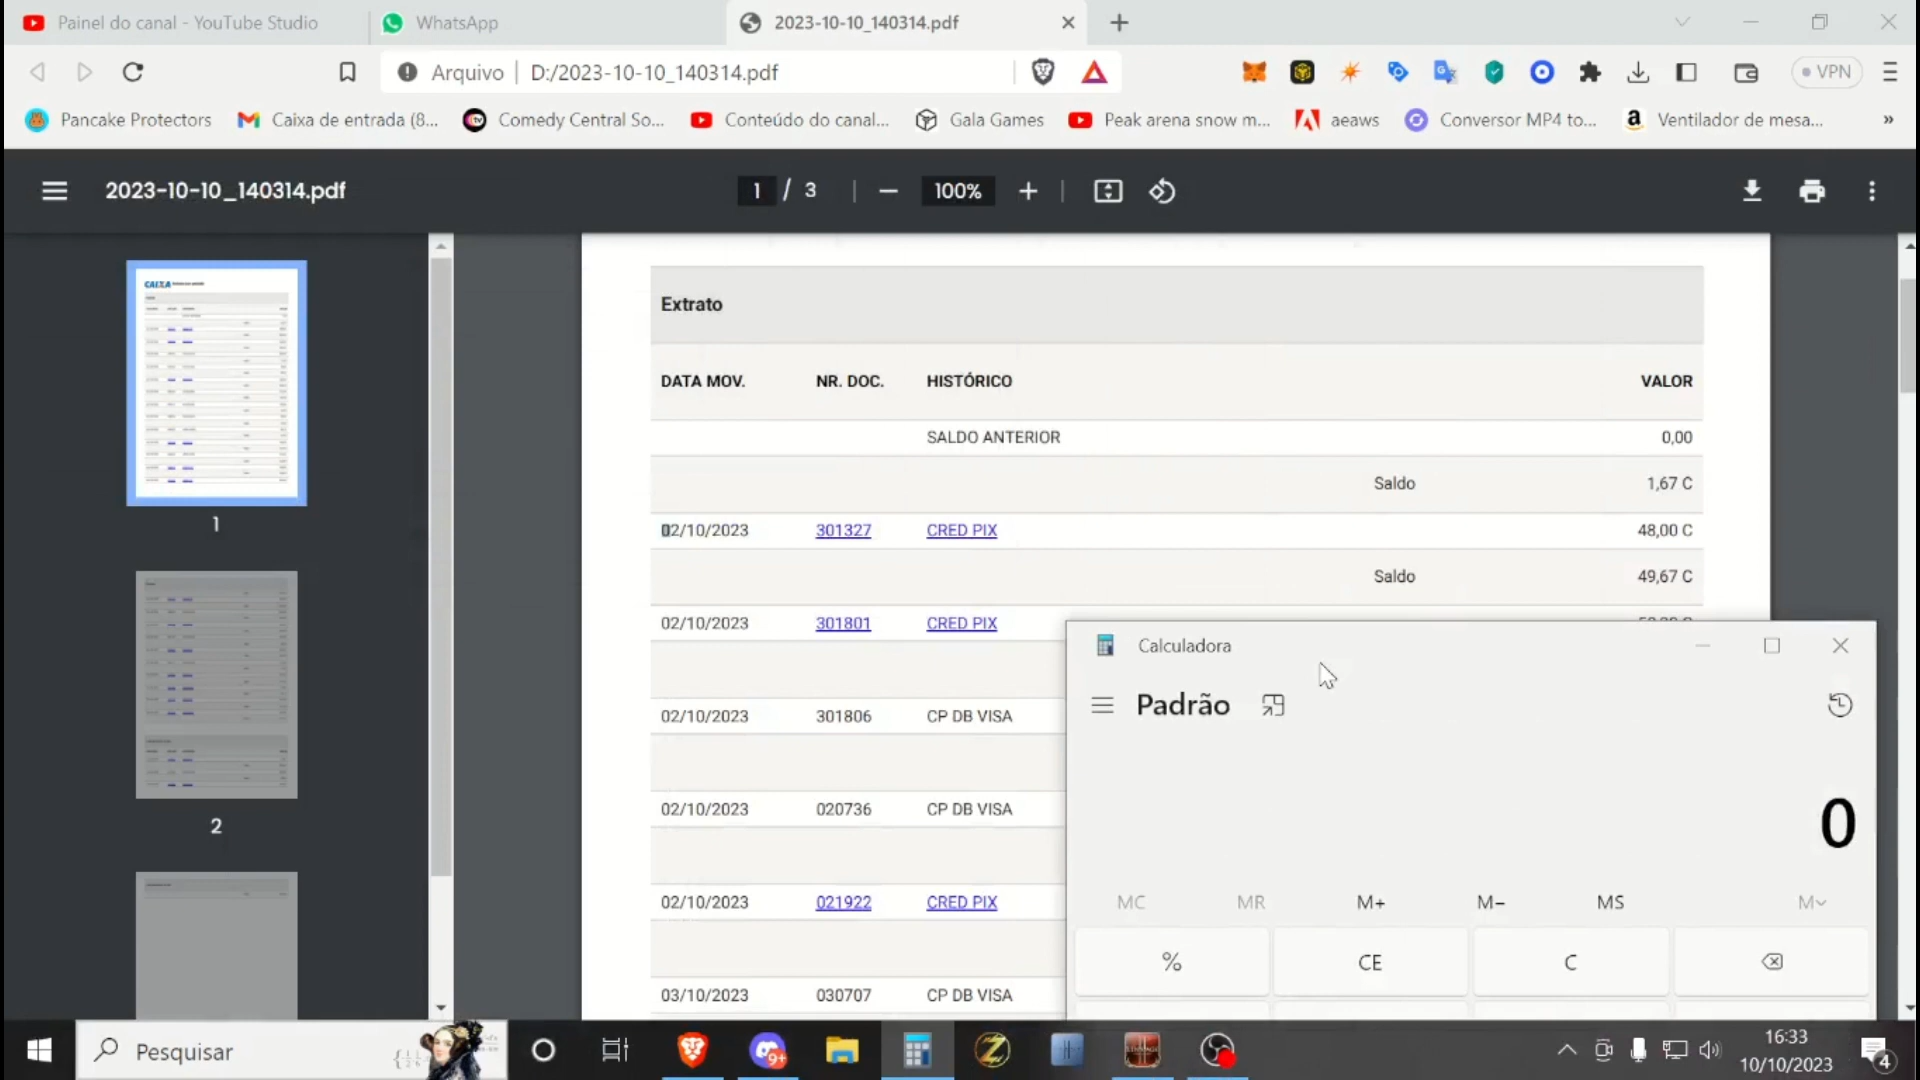 Painel do canal - YouTube Studio
WhatsApp
2023-10-10_140314.pdf
Arquivo
D:/2023-10-10_140314.pdf
VPN
Pancake Protectors
Caixa de entrada (8...
Comedy Central So...
Conteúdo do canal...
Gala Games
Peak arena snow m...
aeaws
Conversor MP4 to...
Ventilador de mesa...
»
2023-10-10_140314.pdf
1 / 3
100%
CAIXA
1
2
Extrato
DATA MOV. NR. DOC. HISTÓRICO VALOR
SALDO ANTERIOR 0,00
Saldo 1,67 C
02/10/2023 301327 CRED PIX 48,00 C
Saldo 49,67 C
02/10/2023 301801 CRED PIX
02/10/2023 301806 CP DB VISA
02/10/2023 020736 CP DB VISA
02/10/2023 021922 CRED PIX
03/10/2023 030707 CP DB VISA
Calculadora
Padrão
0
MC MR M+ M− MS M
% CE C
Pesquisar
9+
16:33
10/10/2023
4